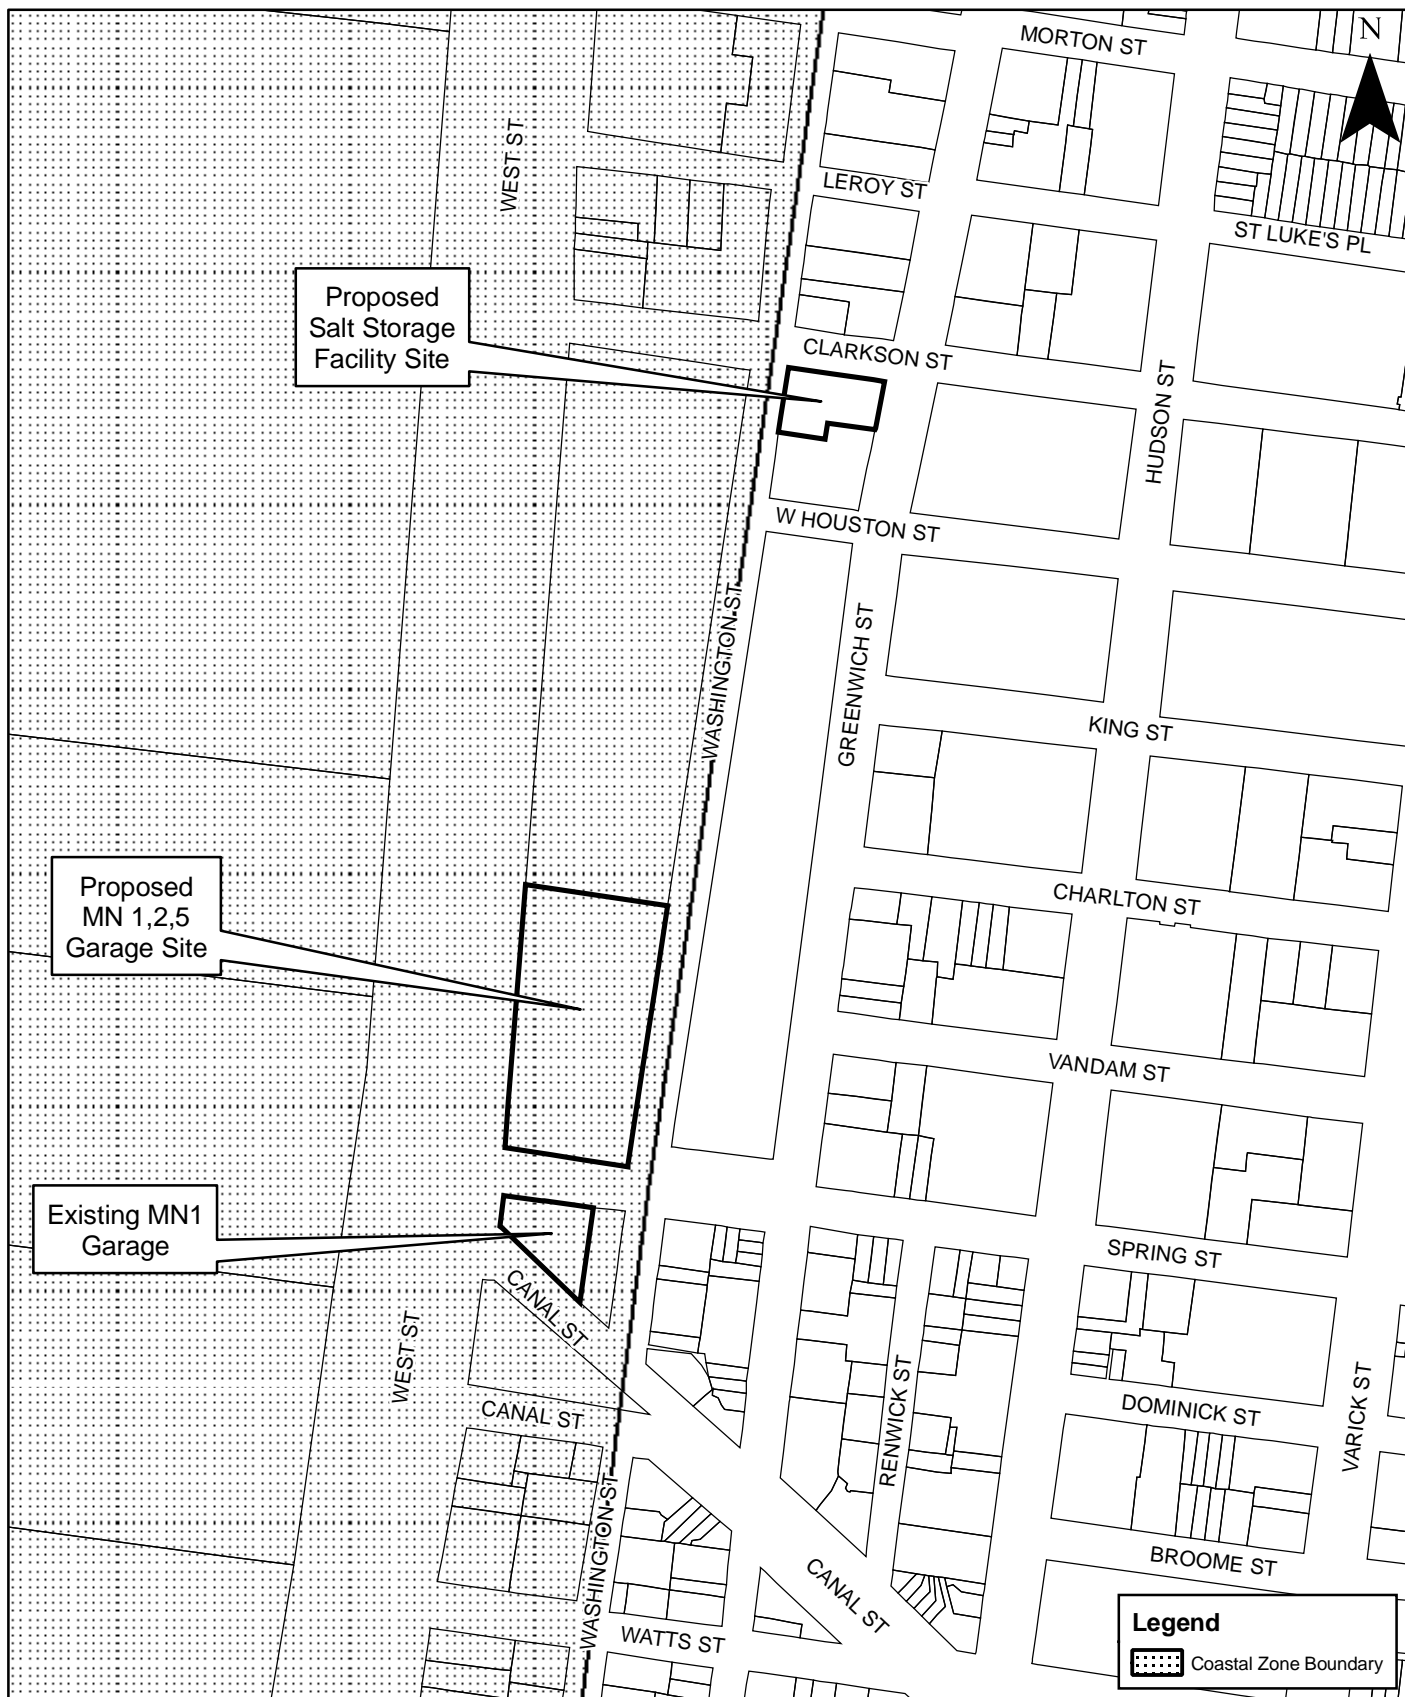 MORTON ST
N
WEST ST
LEROY ST
ST LUKE'S PL
Proposed
Salt Storage
Facility Site
CLARKSON ST
HUDSON ST
W HOUSTON ST
WASHINGTON ST
GREENWICH ST
KING ST
Proposed
MN 1,2,5
Garage Site
CHARLTON ST
VANDAM ST
Existing MN1
Garage
SPRING ST
CANAL ST
WEST ST
RENWICK ST
VARICK ST
CANAL ST
DOMINICK ST
WASHINGTON ST
BROOME ST
CANAL ST
WATTS ST
Legend
Coastal Zone Boundary